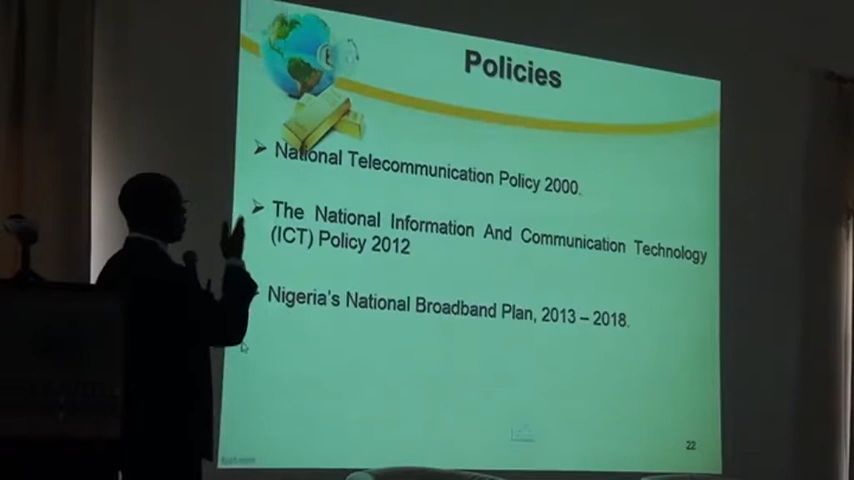 Policies
National Telecommunication Policy 2000.
The National Information And Communication Technology
(ICT) Policy 2012
Nigeria's National Broadband Plan, 2013 – 2018.
22